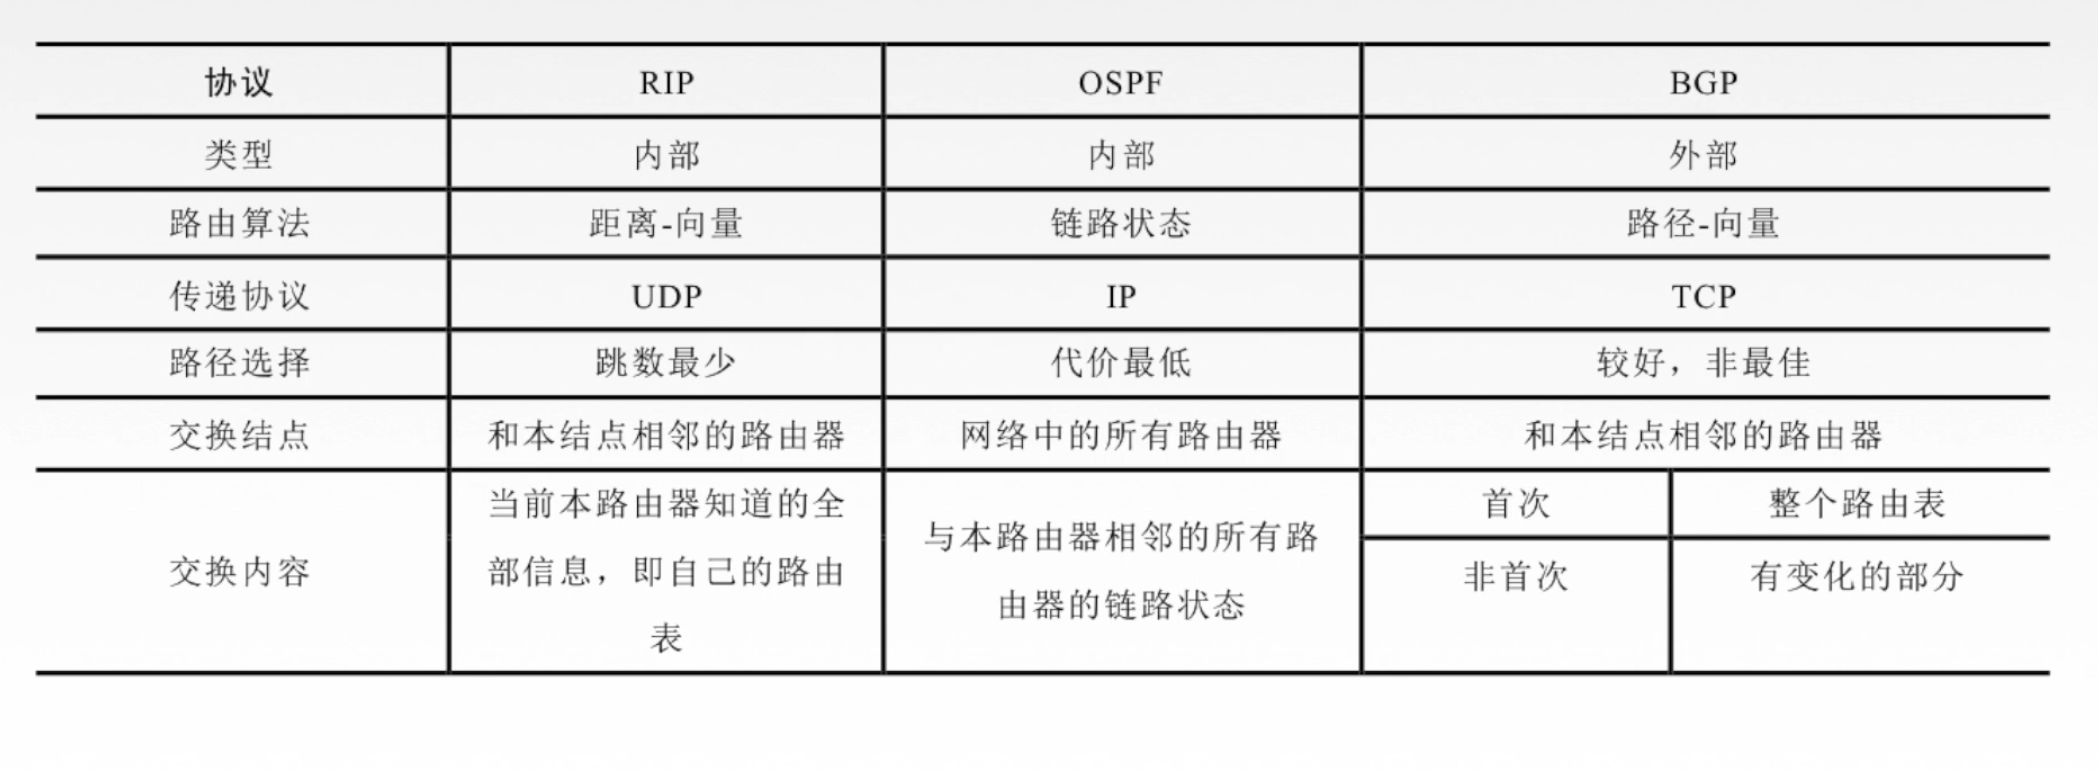 协议 RIP OSPF BGP
类型 内部 内部 外部
路由算法 距离-向量 链路状态 路径-向量
传递协议 UDP IP TCP
路径选择 跳数最少 代价最低 较好，非最佳
交换结点 和本结点相邻的路由器 网络中的所有路由器 和本结点相邻的路由器
交换内容
当前本路由器知道的全
部信息，即自己的路由
表
与本路由器相邻的所有路
由器的链路状态
首次 整个路由表
非首次 有变化的部分